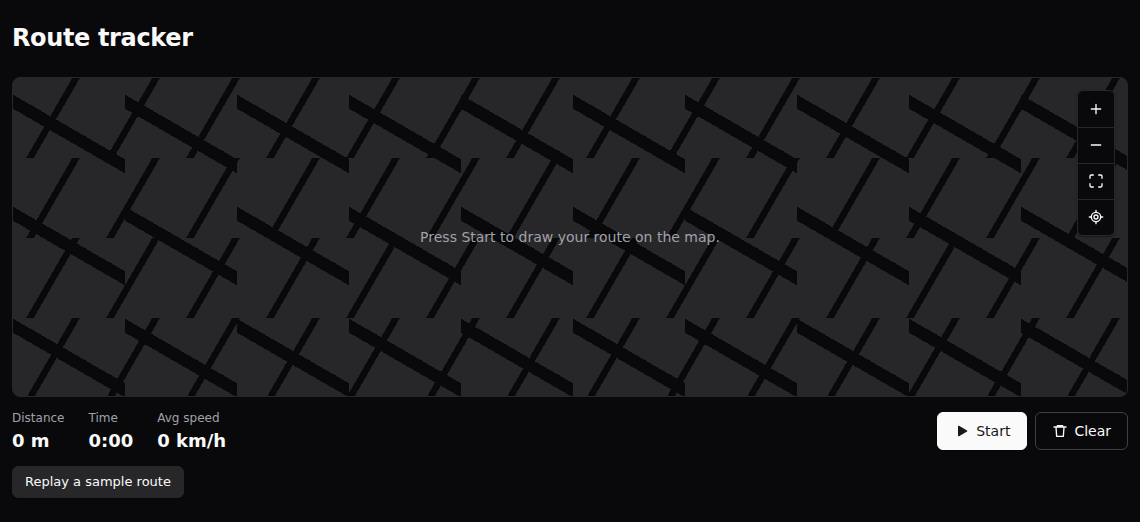 Route tracker
Press Start to draw your route on the map.
Distance
0 m
Time
0:00
Avg speed
0 km/h
Start
Clear
Replay a sample route